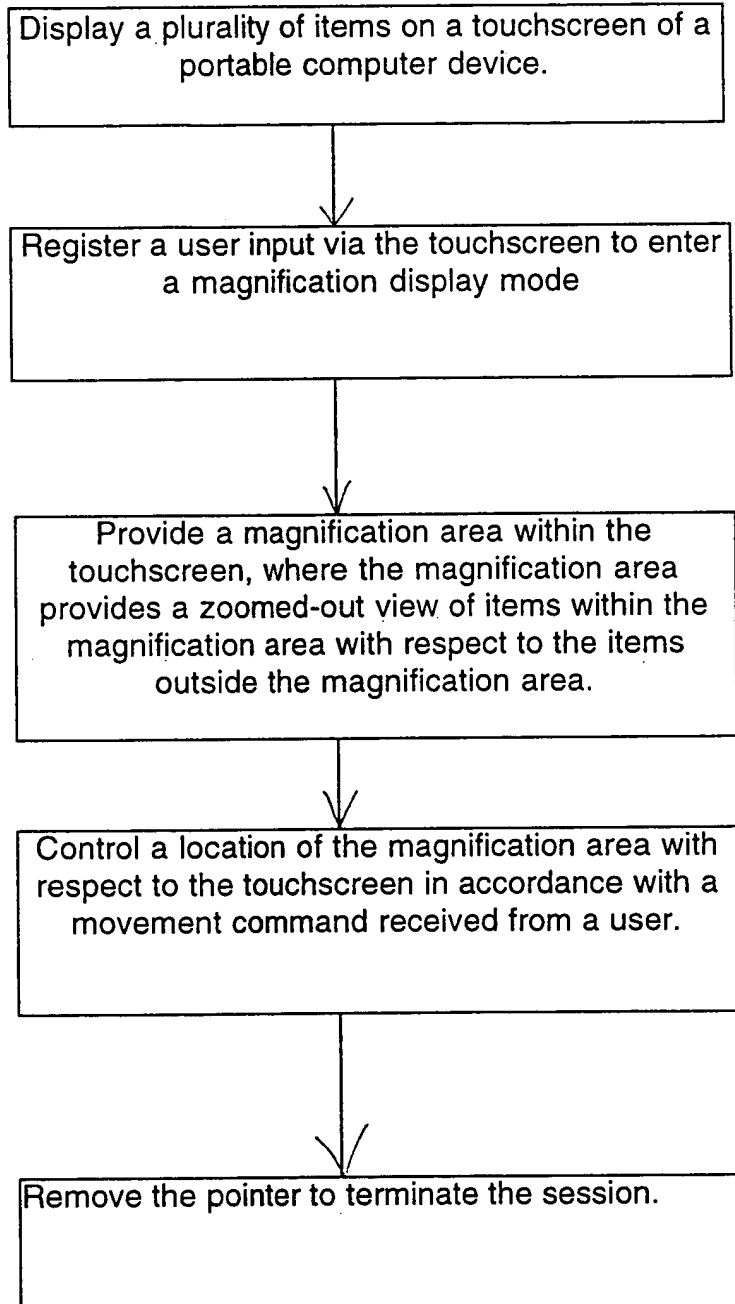 Display a plurality of items on a touchscreen of a
portable computer device.
Register a user input via the touchscreen to enter
a magnification display mode
Provide a magnification area within the
touchscreen, where the magnification area
provides a zoomed-out view of items within the
magnification area with respect to the items
outside the magnification area.
Control a location of the magnification area with
respect to the touchscreen in accordance with a
movement command received from a user.
Remove the pointer to terminate the session.